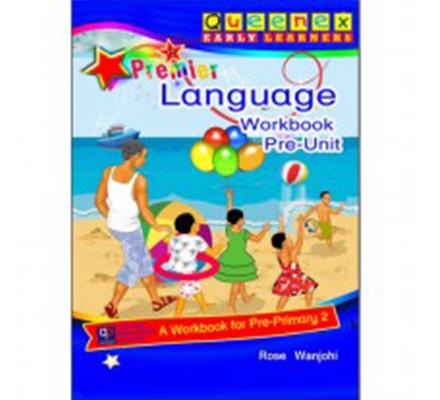 Queenex
EARLY LEARNERS
Premier
Language
Workbook
Pre-Unit
A Workbook for Pre-Primary 2
Rose Wanjohi